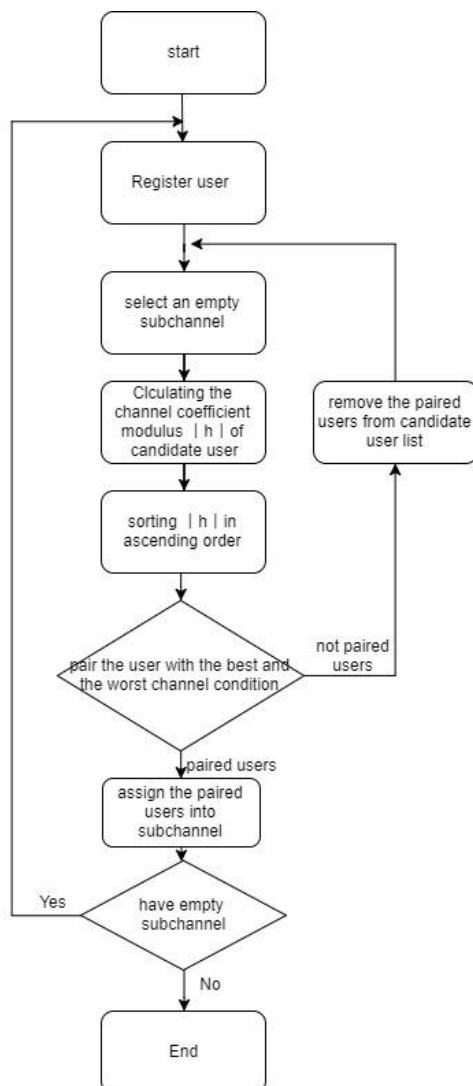 start
Register user
select an empty
subchannel
Clculating the
channel coefficient
modulus ｜h｜of
candidate user
remove the paired
users from candidate
user list
sorting ｜h｜in
ascending order
pair the user with the best and
the worst channel condition
not paired
users
paired users
assign the paired
users into
subchannel
Yes
have empty
subchannel
No
End